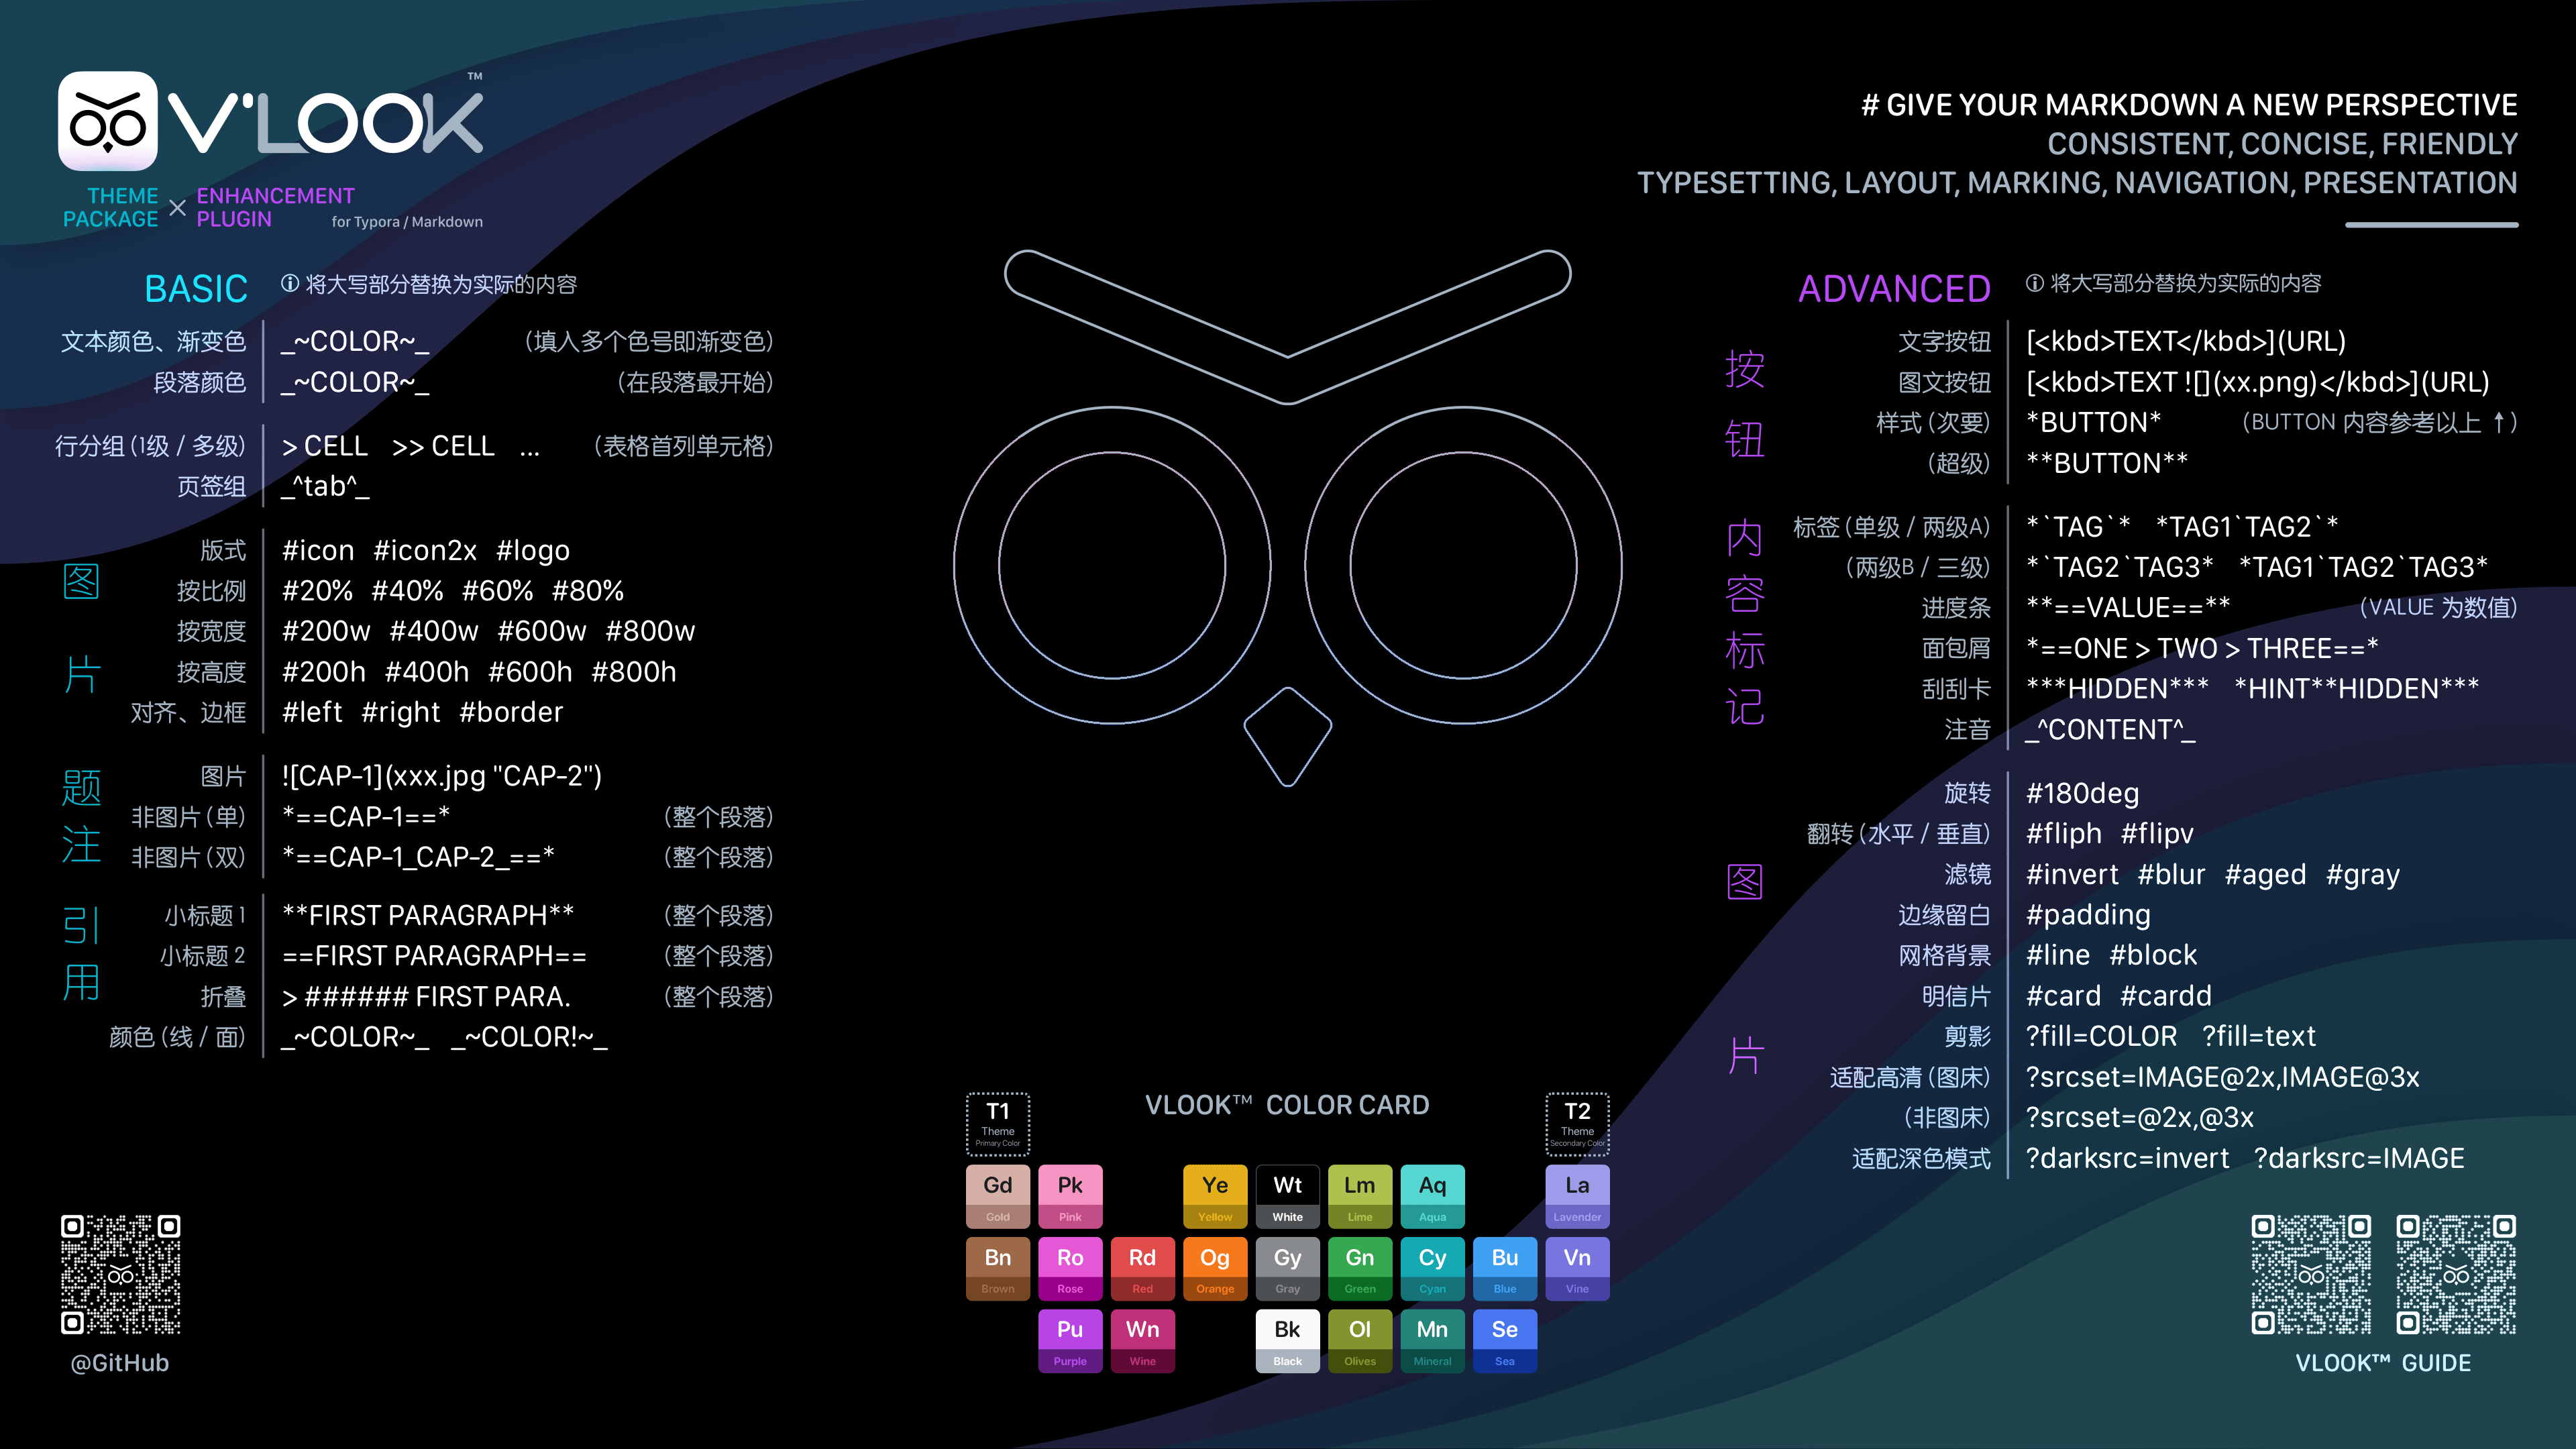 V'LOOK™
THEME PACKAGE × ENHANCEMENT PLUGIN
for Typora / Markdown
# GIVE YOUR MARKDOWN A NEW PERSPECTIVE
CONSISTENT, CONCISE, FRIENDLY
TYPESETTING, LAYOUT, MARKING, NAVIGATION, PRESENTATION
BASIC ⓘ 将大写部分替换为实际的内容
文本颜色、渐变色 _~COLOR~_ (填入多个色号即渐变色)
段落颜色 _~COLOR~_ (在段落最开始)
行分组 (1级 / 多级) > CELL >> CELL ... (表格首列单元格)
页签组 _^tab^_
图片
版式 #icon #icon2x #logo
按比例 #20% #40% #60% #80%
按宽度 #200w #400w #600w #800w
按高度 #200h #400h #600h #800h
对齐、边框 #left #right #border
题注
图片 ![CAP-1](xxx.jpg "CAP-2")
非图片 (单) *==CAP-1==* (整个段落)
非图片 (双) *==CAP-1_CAP-2_==* (整个段落)
引用
小标题 1 **FIRST PARAGRAPH** (整个段落)
小标题 2 ==FIRST PARAGRAPH== (整个段落)
折叠 > ###### FIRST PARA. (整个段落)
颜色 (线 / 面) _~COLOR~_ _~COLOR!~_
@GitHub
ADVANCED ⓘ 将大写部分替换为实际的内容
按钮
文字按钮 [<kbd>TEXT</kbd>](URL)
图文按钮 [<kbd>TEXT ![](xx.png)</kbd>](URL)
样式 (次要) *BUTTON* (BUTTON 内容参考以上 ↑)
(超级) **BUTTON**
内容标记
标签 (单级 / 两级A) *`TAG`* *TAG1`TAG2`*
(两级B / 三级) *`TAG2`TAG3* *TAG1`TAG2`TAG3*
进度条 **==VALUE==** (VALUE 为数值)
面包屑 *==ONE > TWO > THREE==*
刮刮卡 ***HIDDEN*** *HINT**HIDDEN***
注音 _^CONTENT^_
图片
旋转 #180deg
翻转 (水平 / 垂直) #fliph #flipv
滤镜 #invert #blur #aged #gray
边缘留白 #padding
网格背景 #line #block
明信片 #card #cardd
剪影 ?fill=COLOR ?fill=text
适配高清 (图床) ?srcset=IMAGE@2x,IMAGE@3x
(非图床) ?srcset=@2x,@3x
适配深色模式 ?darksrc=invert ?darksrc=IMAGE
VLOOK™ GUIDE
VLOOK™ COLOR CARD
T1 Theme Primary Color
T2 Theme Secondary Color
Gd Pk Ye Wt Lm Aq La
Gold Pink Yellow White Lime Aqua Lavender
Bn Ro Rd Og Gy Gn Cy Bu Vn
Brown Rose Red Orange Gray Green Cyan Blue Vine
Pu Wn Bk Ol Mn Se
Purple Wine Black Olives Mineral Sea